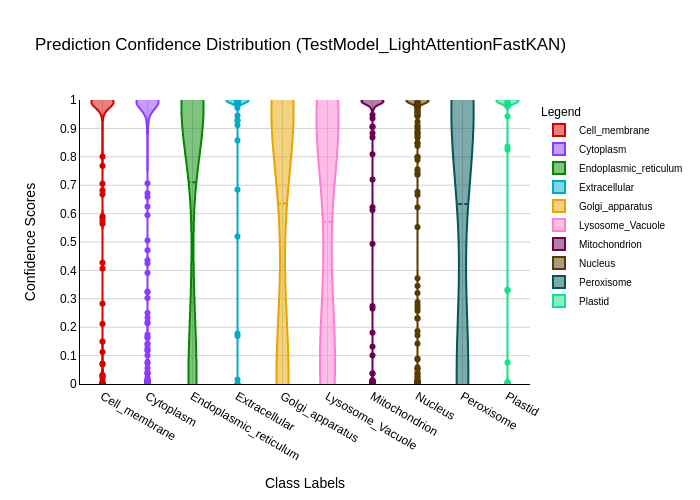 Prediction Confidence Distribution (TestModel_LightAttentionFastKAN)
1
0.9
0.8
0.7
0.6
0.5
0.4
0.3
0.2
0.1
0
Confidence Scores
Cell_membrane
Cytoplasm
Endoplasmic_reticulum
Extracellular
Golgi_apparatus
Lysosome_Vacuole
Mitochondrion
Nucleus
Peroxisome
Plastid
Class Labels
Legend
Cell_membrane
Cytoplasm
Endoplasmic_reticulum
Extracellular
Golgi_apparatus
Lysosome_Vacuole
Mitochondrion
Nucleus
Peroxisome
Plastid